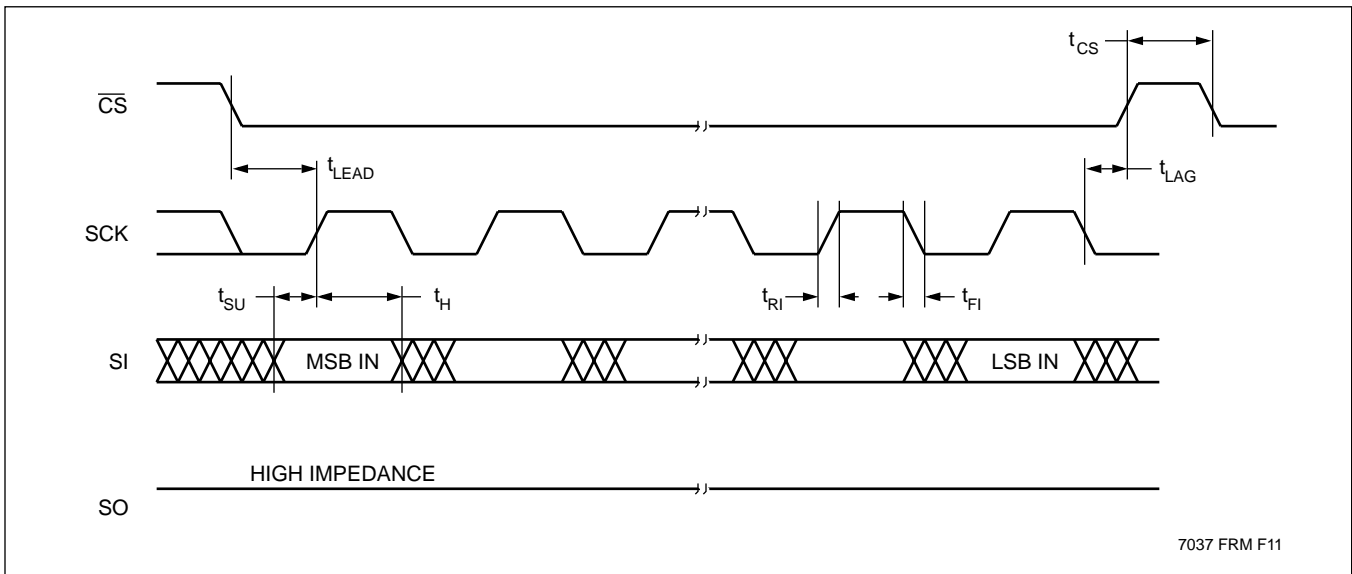 tCS
CS
tLEAD
tLAG
SCK
tSU
tH
tRI
tFI
SI
MSB IN
LSB IN
HIGH IMPEDANCE
SO
7037 FRM F11